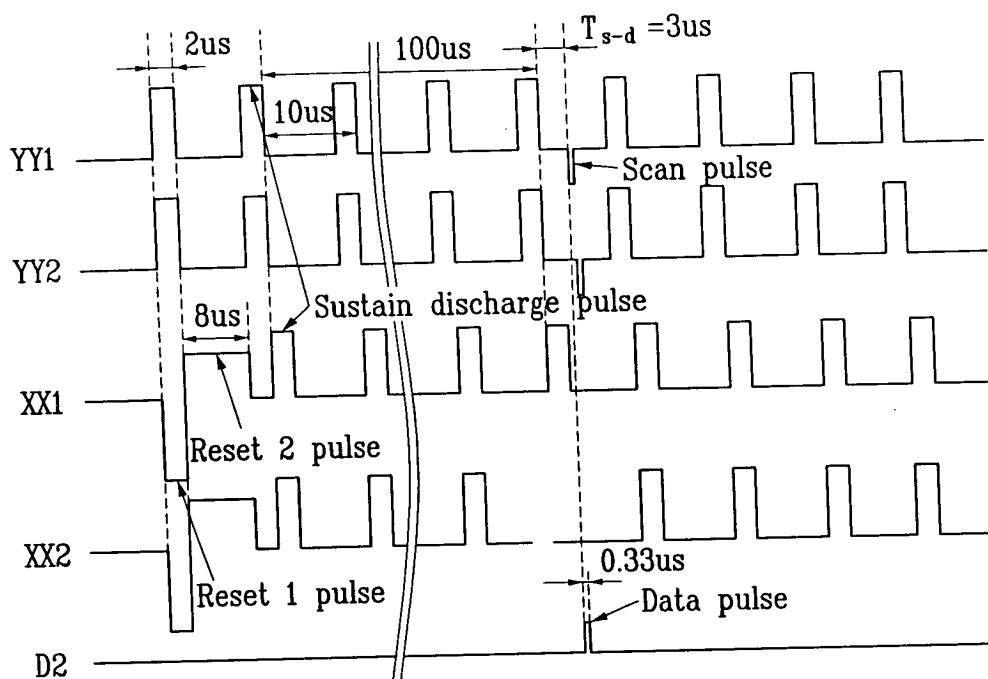 2us
T s-d =3us
100us
10us
YY1
Scan pulse
YY2
Sustain discharge pulse
8us
XX1
Reset 2 pulse
XX2
0.33us
Reset 1 pulse
Data pulse
D2